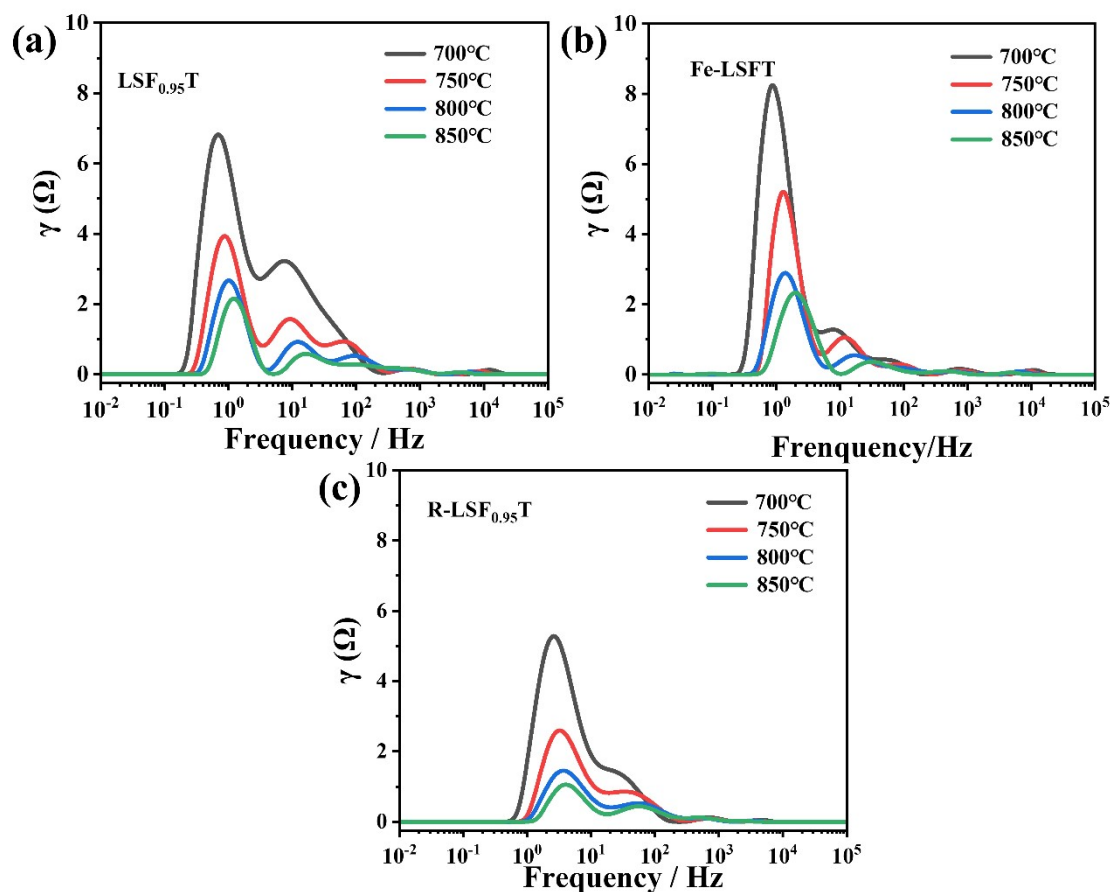 (a)
LSF0.95T
700°C
750°C
800°C
850°C
γ (Ω)
10
8
6
4
2
0
10-2 10-1 100 101 102 103 104 105
Frequency / Hz
(b)
Fe-LSFT
700°C
750°C
800°C
850°C
γ (Ω)
10
8
6
4
2
0
10-2 10-1 100 101 102 103 104 105
Frenquency/Hz
(c)
R-LSF0.95T
700°C
750°C
800°C
850°C
γ (Ω)
10
8
6
4
2
0
10-2 10-1 100 101 102 103 104 105
Frequency / Hz